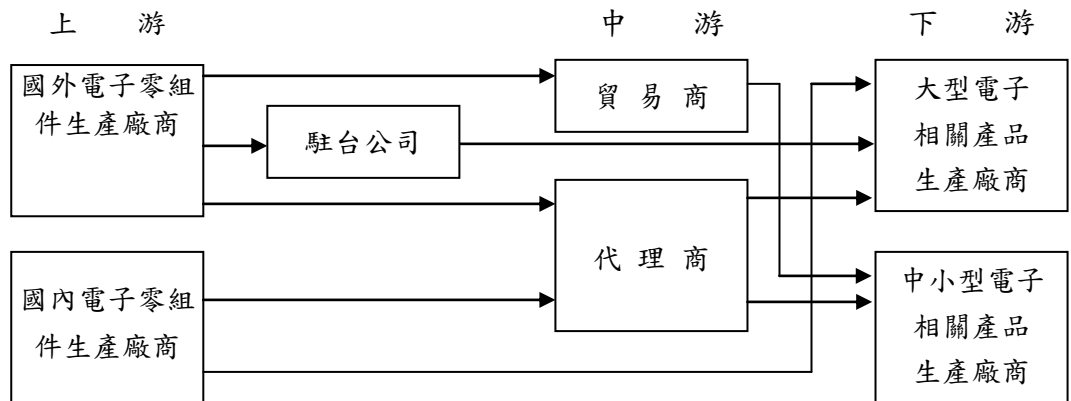 上 游
中 游
下 游
國外電子零組
件生產廠商
駐台公司
貿易商
大型電子
相關產品
生產廠商
代理商
國內電子零組
件生產廠商
中小型電子
相關產品
生產廠商